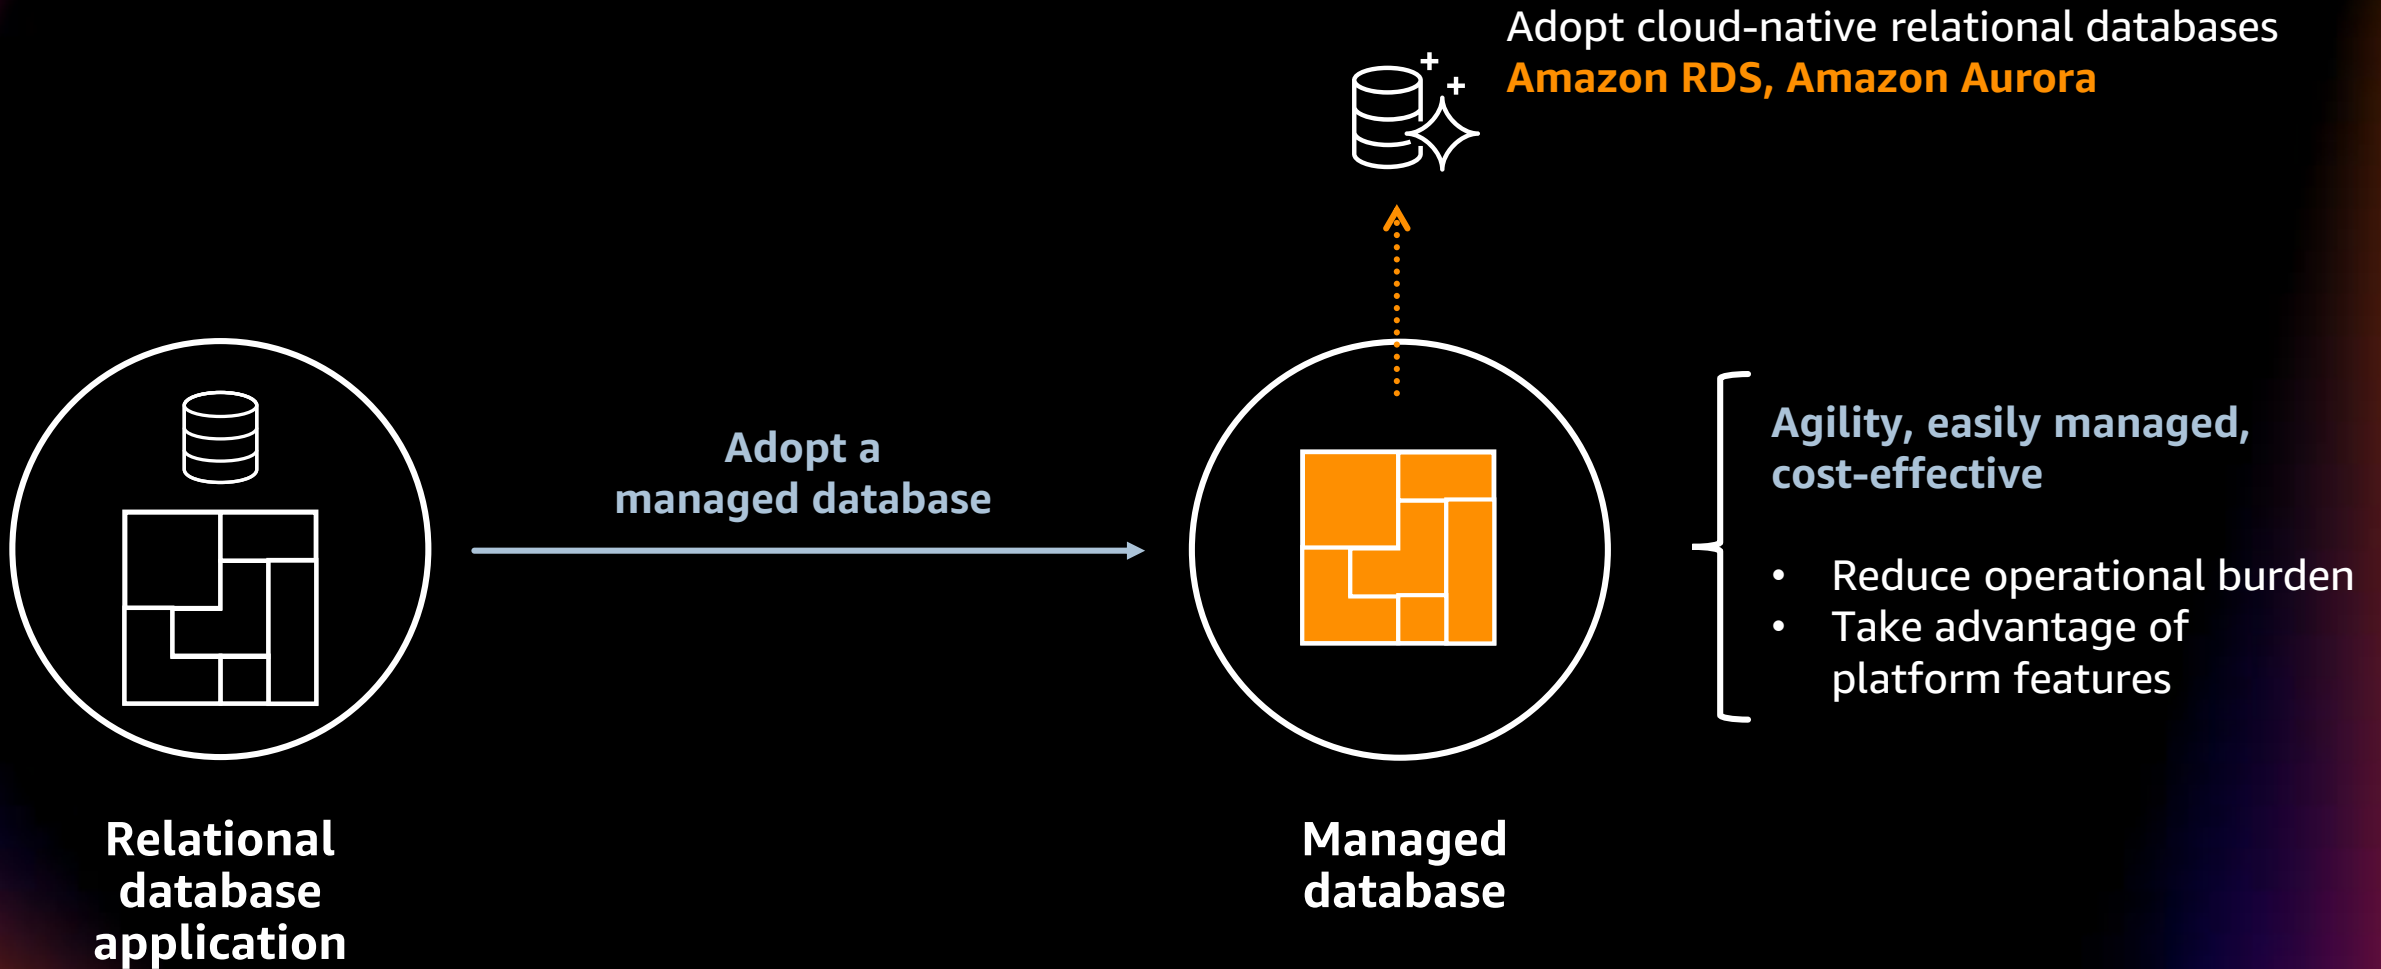 Adopt cloud-native relational databases
Amazon RDS, Amazon Aurora
Adopt a
managed database
Agility, easily managed,
cost-effective
• Reduce operational burden
• Take advantage of
platform features
Relational
database
application
Managed
database